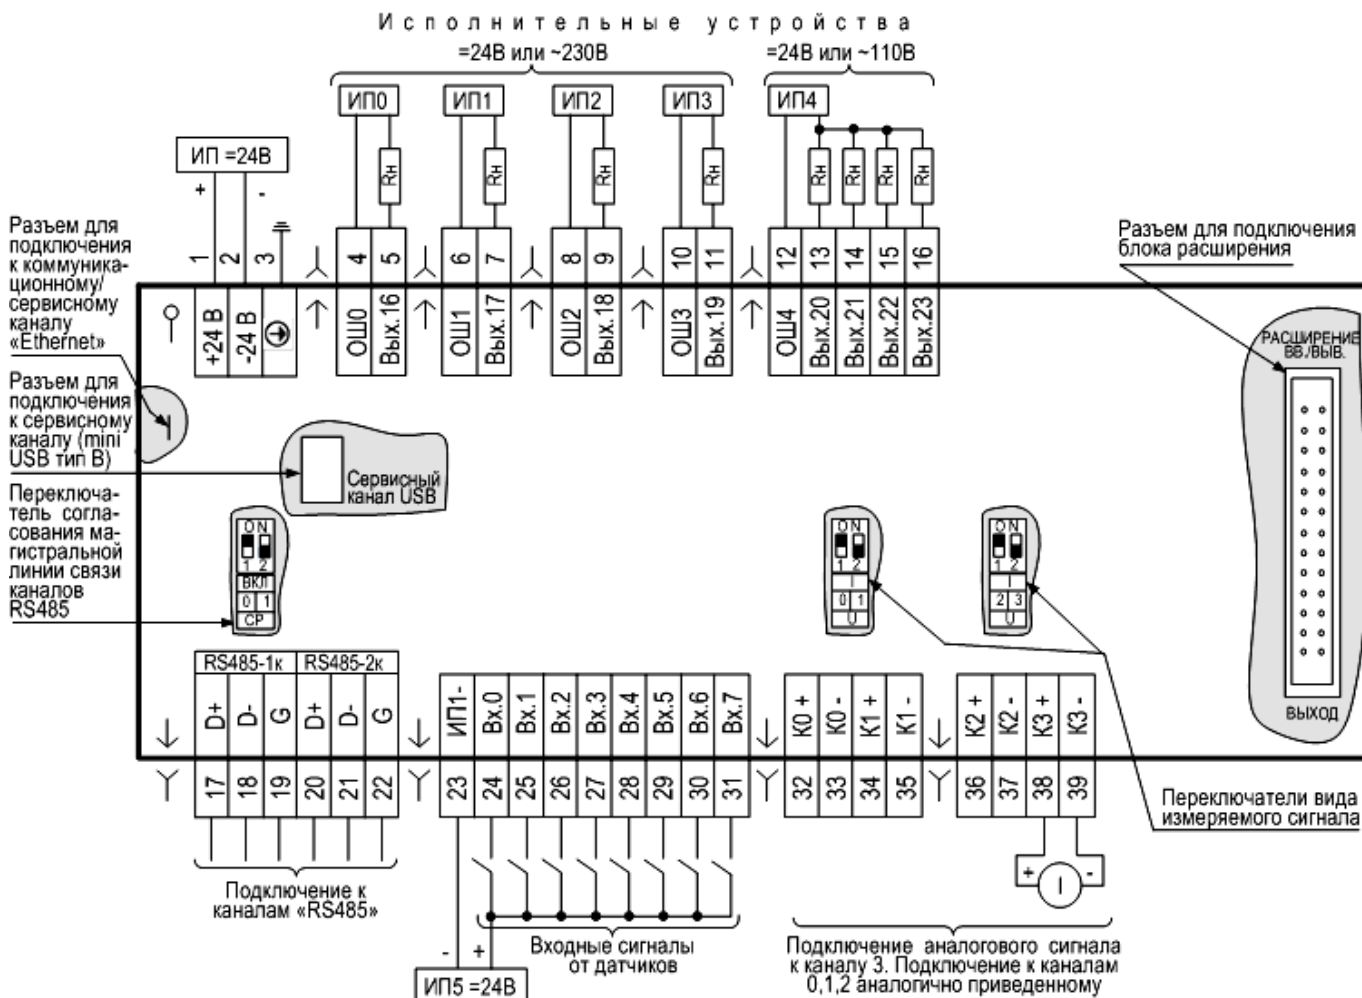 Исполнительные устройства
=24В или ~230В
=24В или ~110В
ИП0
ИП1
ИП2
ИП3
ИП4
ИП =24В
+
-
Rн
Rн
Rн
Rн
Rн
Rн
Rн
Rн
1
2
3
4
5
6
7
8
9
10
11
12
13
14
15
16
+24 В
-24 В
ОШ0
Вых.16
ОШ1
Вых.17
ОШ2
Вых.18
ОШ3
Вых.19
ОШ4
Вых.20
Вых.21
Вых.22
Вых.23
Разъем для
подключения
к коммуника-
ционному/
сервисному
каналу
«Ethernet»
Разъем для
подключения
к сервисному
каналу (mini
USB тип B)
Переключа-
тель согла-
сования ма-
гистральной
линии связи
каналов
RS485
Разъем для подключения
блока расширения
РАСШИРЕНИЕ
ВВ./ВЫВ.
ВЫХОД
Сервисный
канал USB
ON
1 2
ВКЛ
0 1
СР
ON
1 2
I
0 1
U
ON
1 2
I
2 3
U
RS485-1к
RS485-2к
D+
D-
G
D+
D-
G
ИП1-
Вх.0
Вх.1
Вх.2
Вх.3
Вх.4
Вх.5
Вх.6
Вх.7
К0 +
К0 -
К1 +
К1 -
К2 +
К2 -
К3 +
К3 -
17
18
19
20
21
22
23
24
25
26
27
28
29
30
31
32
33
34
35
36
37
38
39
Переключатели вида
измеряемого сигнала
+
I
-
Подключение к
каналам «RS485»
-
+
ИП5 =24В
Входные сигналы
от датчиков
Подключение аналогового сигнала
к каналу 3. Подключение к каналам
0,1,2 аналогично приведенному